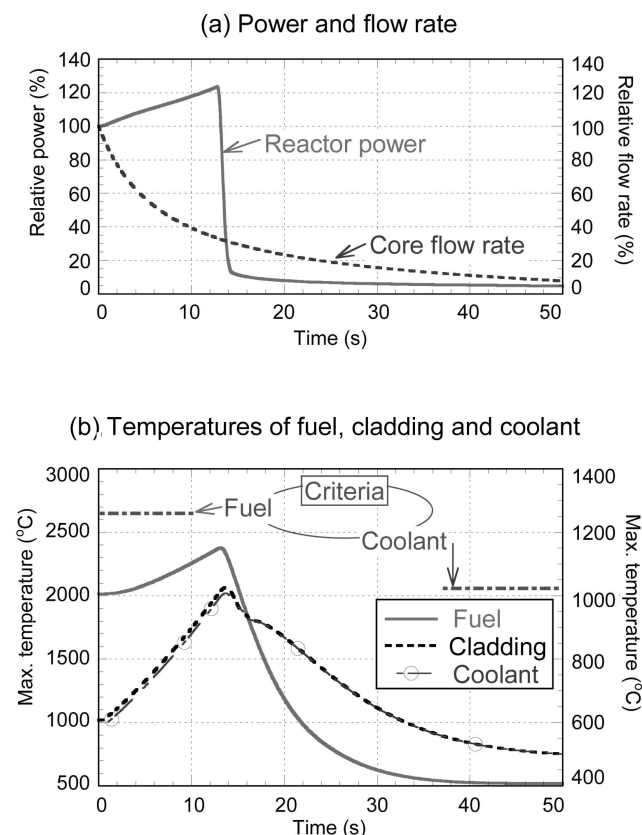 (a) Power and flow rate
140
120
100
80
60
40
20
0
Relative power (%)
140
120
100
80
60
40
20
0
Relative flow rate (%)
Reactor power
Core flow rate
0
10
20
30
40
50
Time (s)
(b) Temperatures of fuel, cladding and coolant
3000
2500
2000
1500
1000
500
Max. temperature (°C)
1400
1200
1000
800
600
400
Max. temperature (°C)
Criteria
Fuel
Coolant
Fuel
Cladding
Coolant
0
10
20
30
40
50
Time (s)